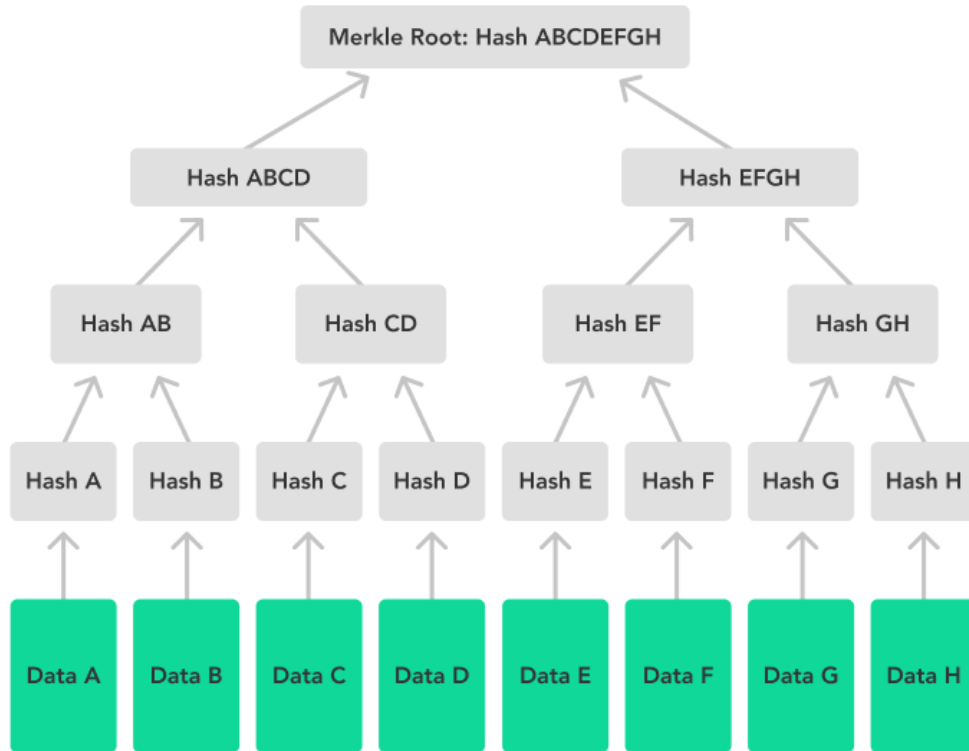 Merkle Root: Hash ABCDEFGH
Hash ABCD
Hash EFGH
Hash AB
Hash CD
Hash EF
Hash GH
Hash A
Hash B
Hash C
Hash D
Hash E
Hash F
Hash G
Hash H
Data A
Data B
Data C
Data D
Data E
Data F
Data G
Data H